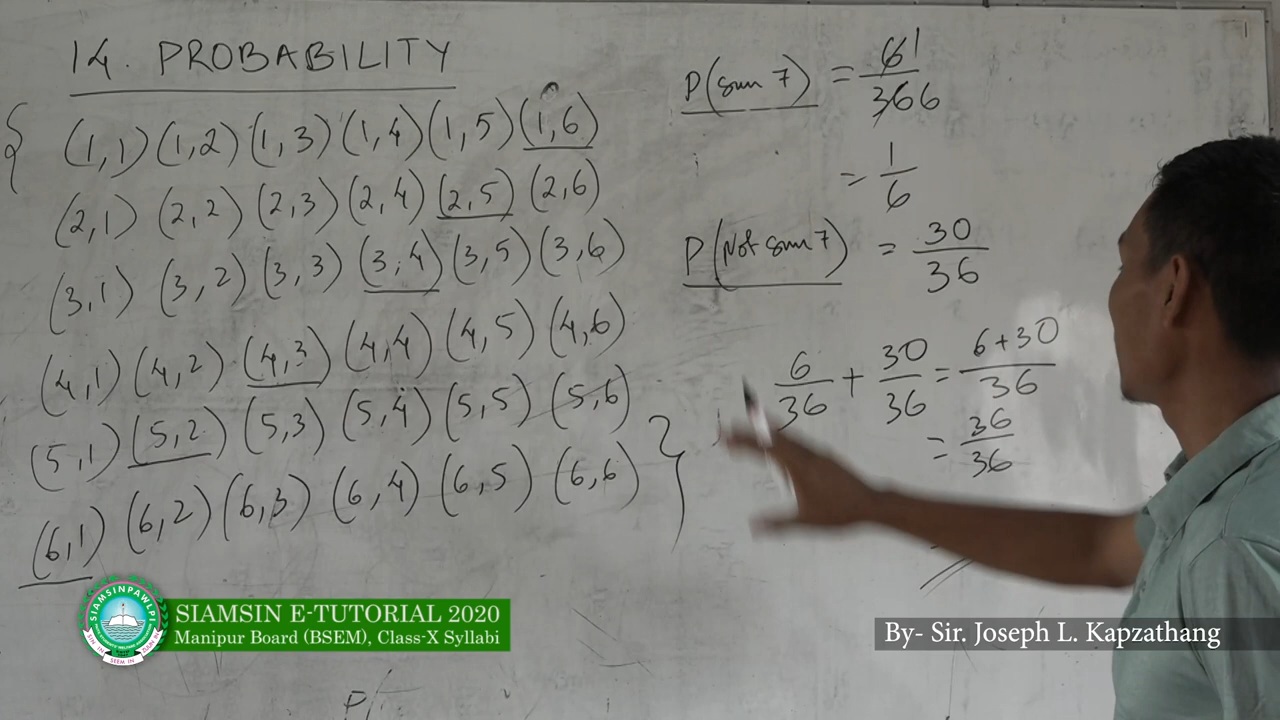 14. PROBABILITY
{ (1,1) (1,2) (1,3) (1,4) (1,5) (1,6)
(2,1) (2,2) (2,3) (2,4) (2,5) (2,6)
(3,1) (3,2) (3,3) (3,4) (3,5) (3,6)
(4,1) (4,2) (4,3) (4,4) (4,5) (4,6)
(5,1) (5,2) (5,3) (5,4) (5,5) (5,6)
(6,1) (6,2) (6,3) (6,4) (6,5) (6,6) }
P(sum 7) = 6 1 / 36 6
= 1/6
P(Not sum 7) = 30/36
6/36 + 30/36 = 6+30/36
= 36/36
SIAMSINPAWLPI
SIAMSIN E-TUTORIAL 2020
Manipur Board (BSEM), Class-X Syllabi
By- Sir. Joseph L. Kapzathang